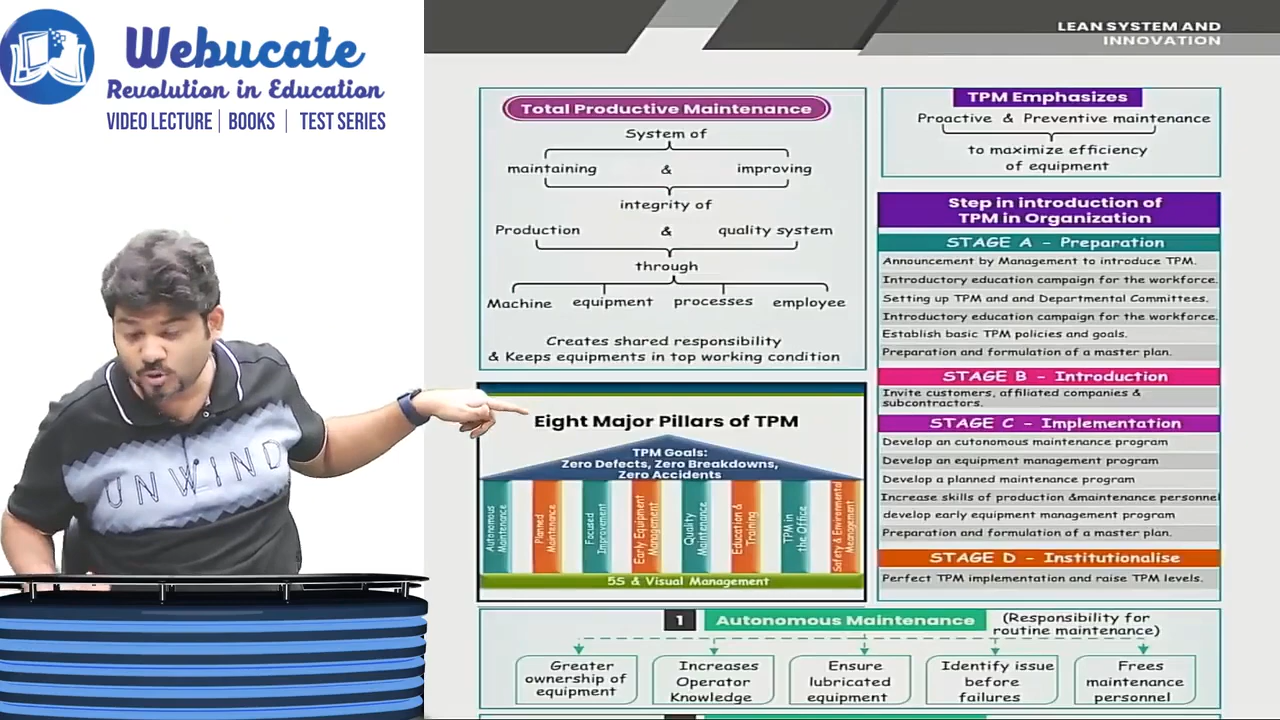 Webucate
Revolution in Education
VIDEO LECTURE | BOOKS | TEST SERIES
UNWIND
LEAN SYSTEM AND
INNOVATION
Total Productive Maintenance
System of
maintaining & improving
integrity of
Production & quality system
through
Machine equipment processes employee
Creates shared responsibility
& Keeps equipments in top working condition
TPM Emphasizes
Proactive & Preventive maintenance
to maximize efficiency
of equipment
Step in introduction of
TPM in Organization
STAGE A - Preparation
Announcement by Management to introduce TPM.
Introductory education campaign for the workforce.
Setting up TPM and and Departmental Committees.
Introductory education campaign for the workforce.
Establish basic TPM policies and goals.
Preparation and formulation of a master plan.
STAGE B - Introduction
Invite customers, affiliated companies &
subcontractors.
STAGE C - Implementation
Develop an cutonomous maintenance program
Develop an equipment management program
Develop a planned maintenance program
Increase skills of production &maintenance personnel
develop early equipment management program
Preparation and formulation of a master plan.
STAGE D - Institutionalise
Perfect TPM implementation and raise TPM levels.
Eight Major Pillars of TPM
TPM Goals:
Zero Defects, Zero Breakdowns,
Zero Accidents
Autonomous
Maintenance
Planned
Maintenance
Focused
Improvement
Early Equipment
Management
Quality
Maintenance
Education &
Training
TPM in
the Office
Safety & Environmental
Meanagement
5S & Visual Management
1 Autonomous Maintenance (Responsibility for
routine maintenance)
Greater
ownership of
equipment
Increases
Operator
Knowledge
Ensure
lubricated
equipment
Identify issue
before
failures
Frees
maintenance
personnel